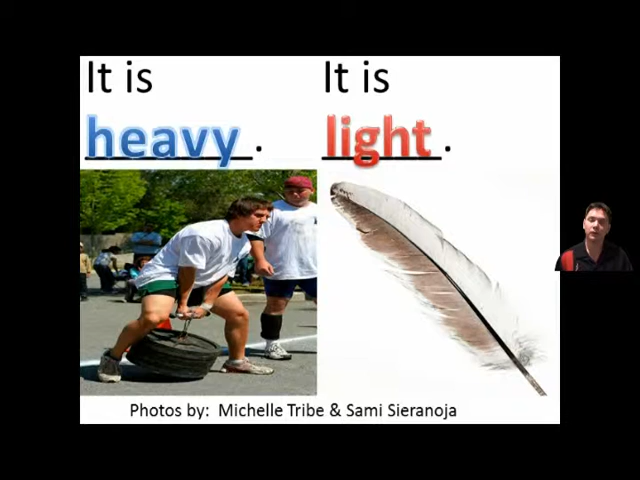 It is
heavy.
It is
light.
Photos by: Michelle Tribe & Sami Sieranoja